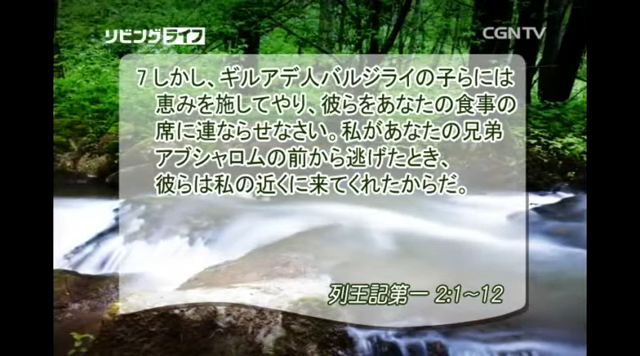 リビングライフ
CGNTV
7 しかし、ギルアデ人バルジライの子らには
恵みを施してやり、彼らをあなたの食事の
席に連ならせなさい。私があなたの兄弟
アブシャロムの前から逃げたとき、
彼らは私の近くに来てくれたからだ。
列王記第一 2:1~12